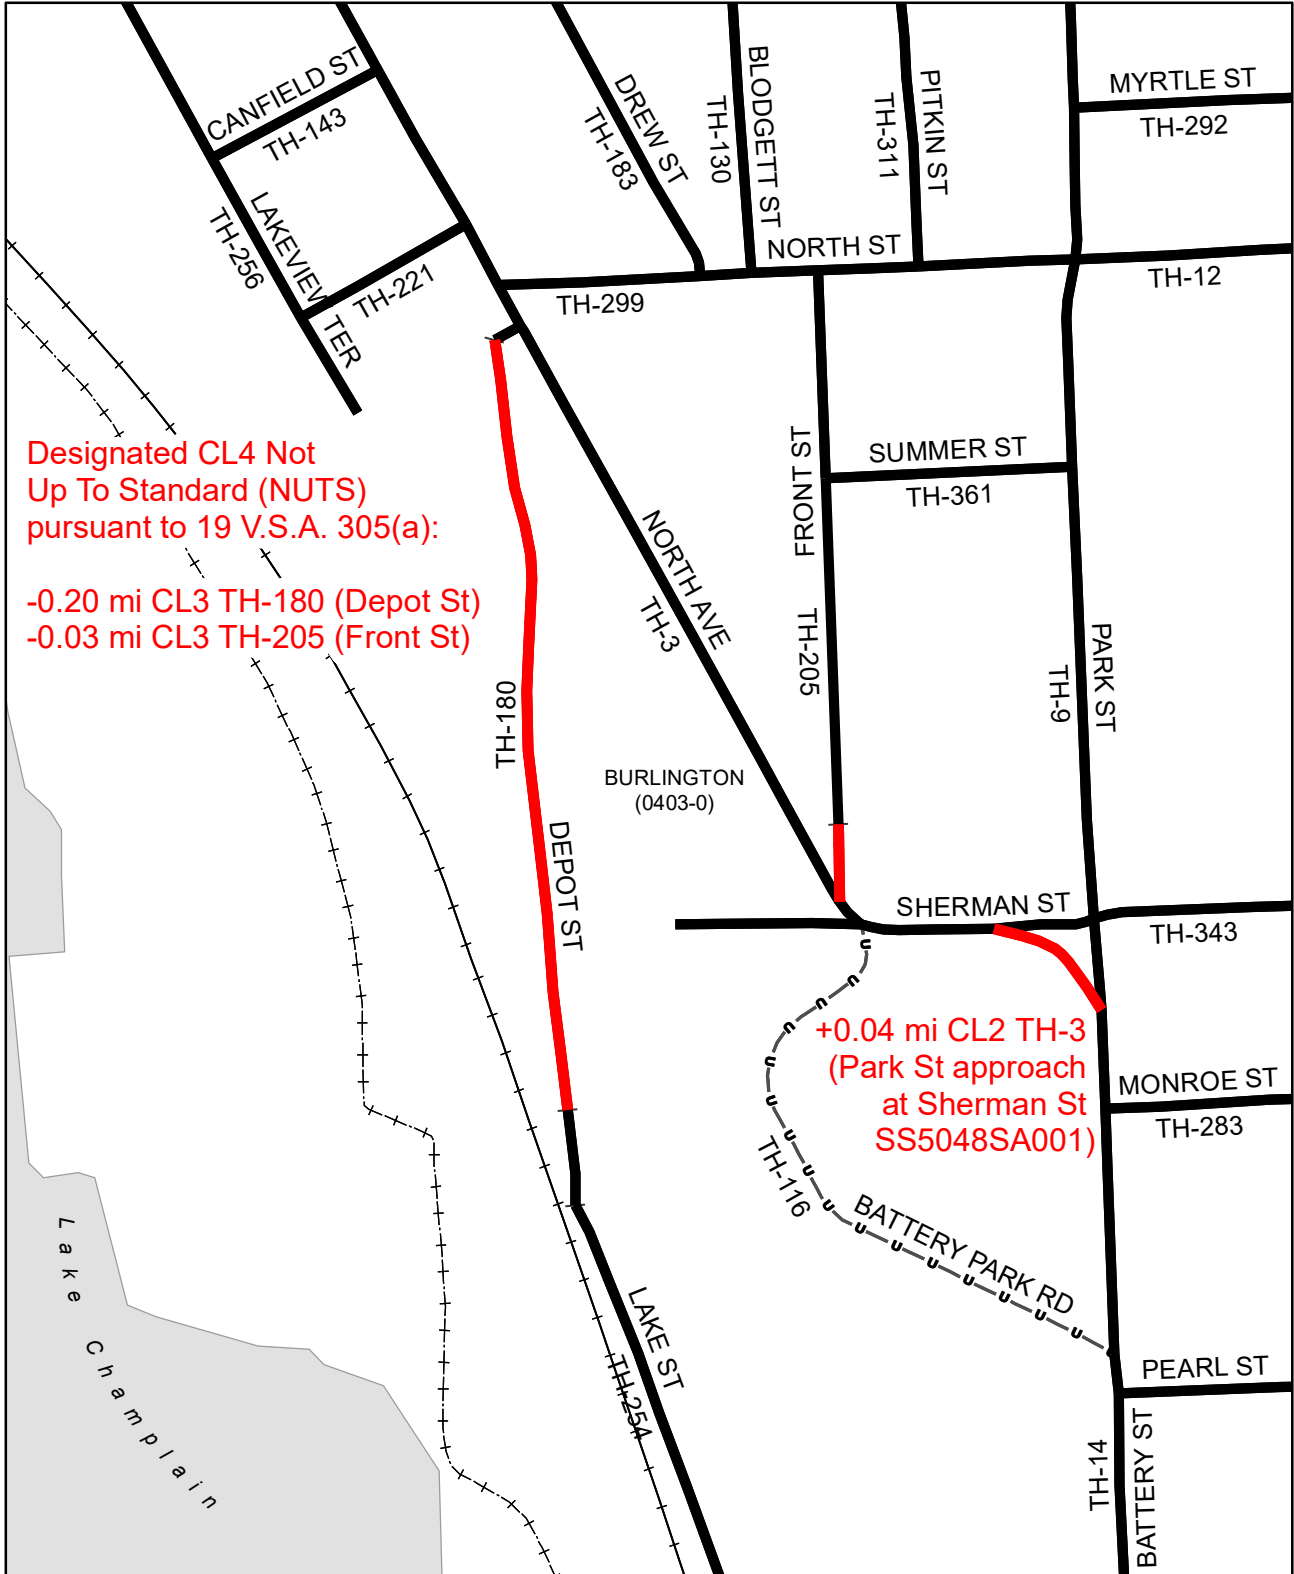 CANFIELD ST
TH-143
DREW ST
TH-183
BLODGETT ST
TH-130
PITKIN ST
TH-311
MYRTLE ST
TH-292
LAKEVIEW TER
TH-256
TH-221
NORTH ST
TH-299
TH-12
Designated CL4 Not
Up To Standard (NUTS)
pursuant to 19 V.S.A. 305(a):
-0.20 mi CL3 TH-180 (Depot St)
-0.03 mi CL3 TH-205 (Front St)
NORTH AVE
TH-3
FRONT ST
TH-205
SUMMER ST
TH-361
PARK ST
TH-9
TH-180
DEPOT ST
BURLINGTON
(0403-0)
SHERMAN ST
TH-343
+0.04 mi CL2 TH-3
(Park St approach
at Sherman St
SS5048SA001)
MONROE ST
TH-283
TH-116
BATTERY PARK RD
Lake Champlain
LAKE ST
TH-254
PEARL ST
TH-14
BATTERY ST